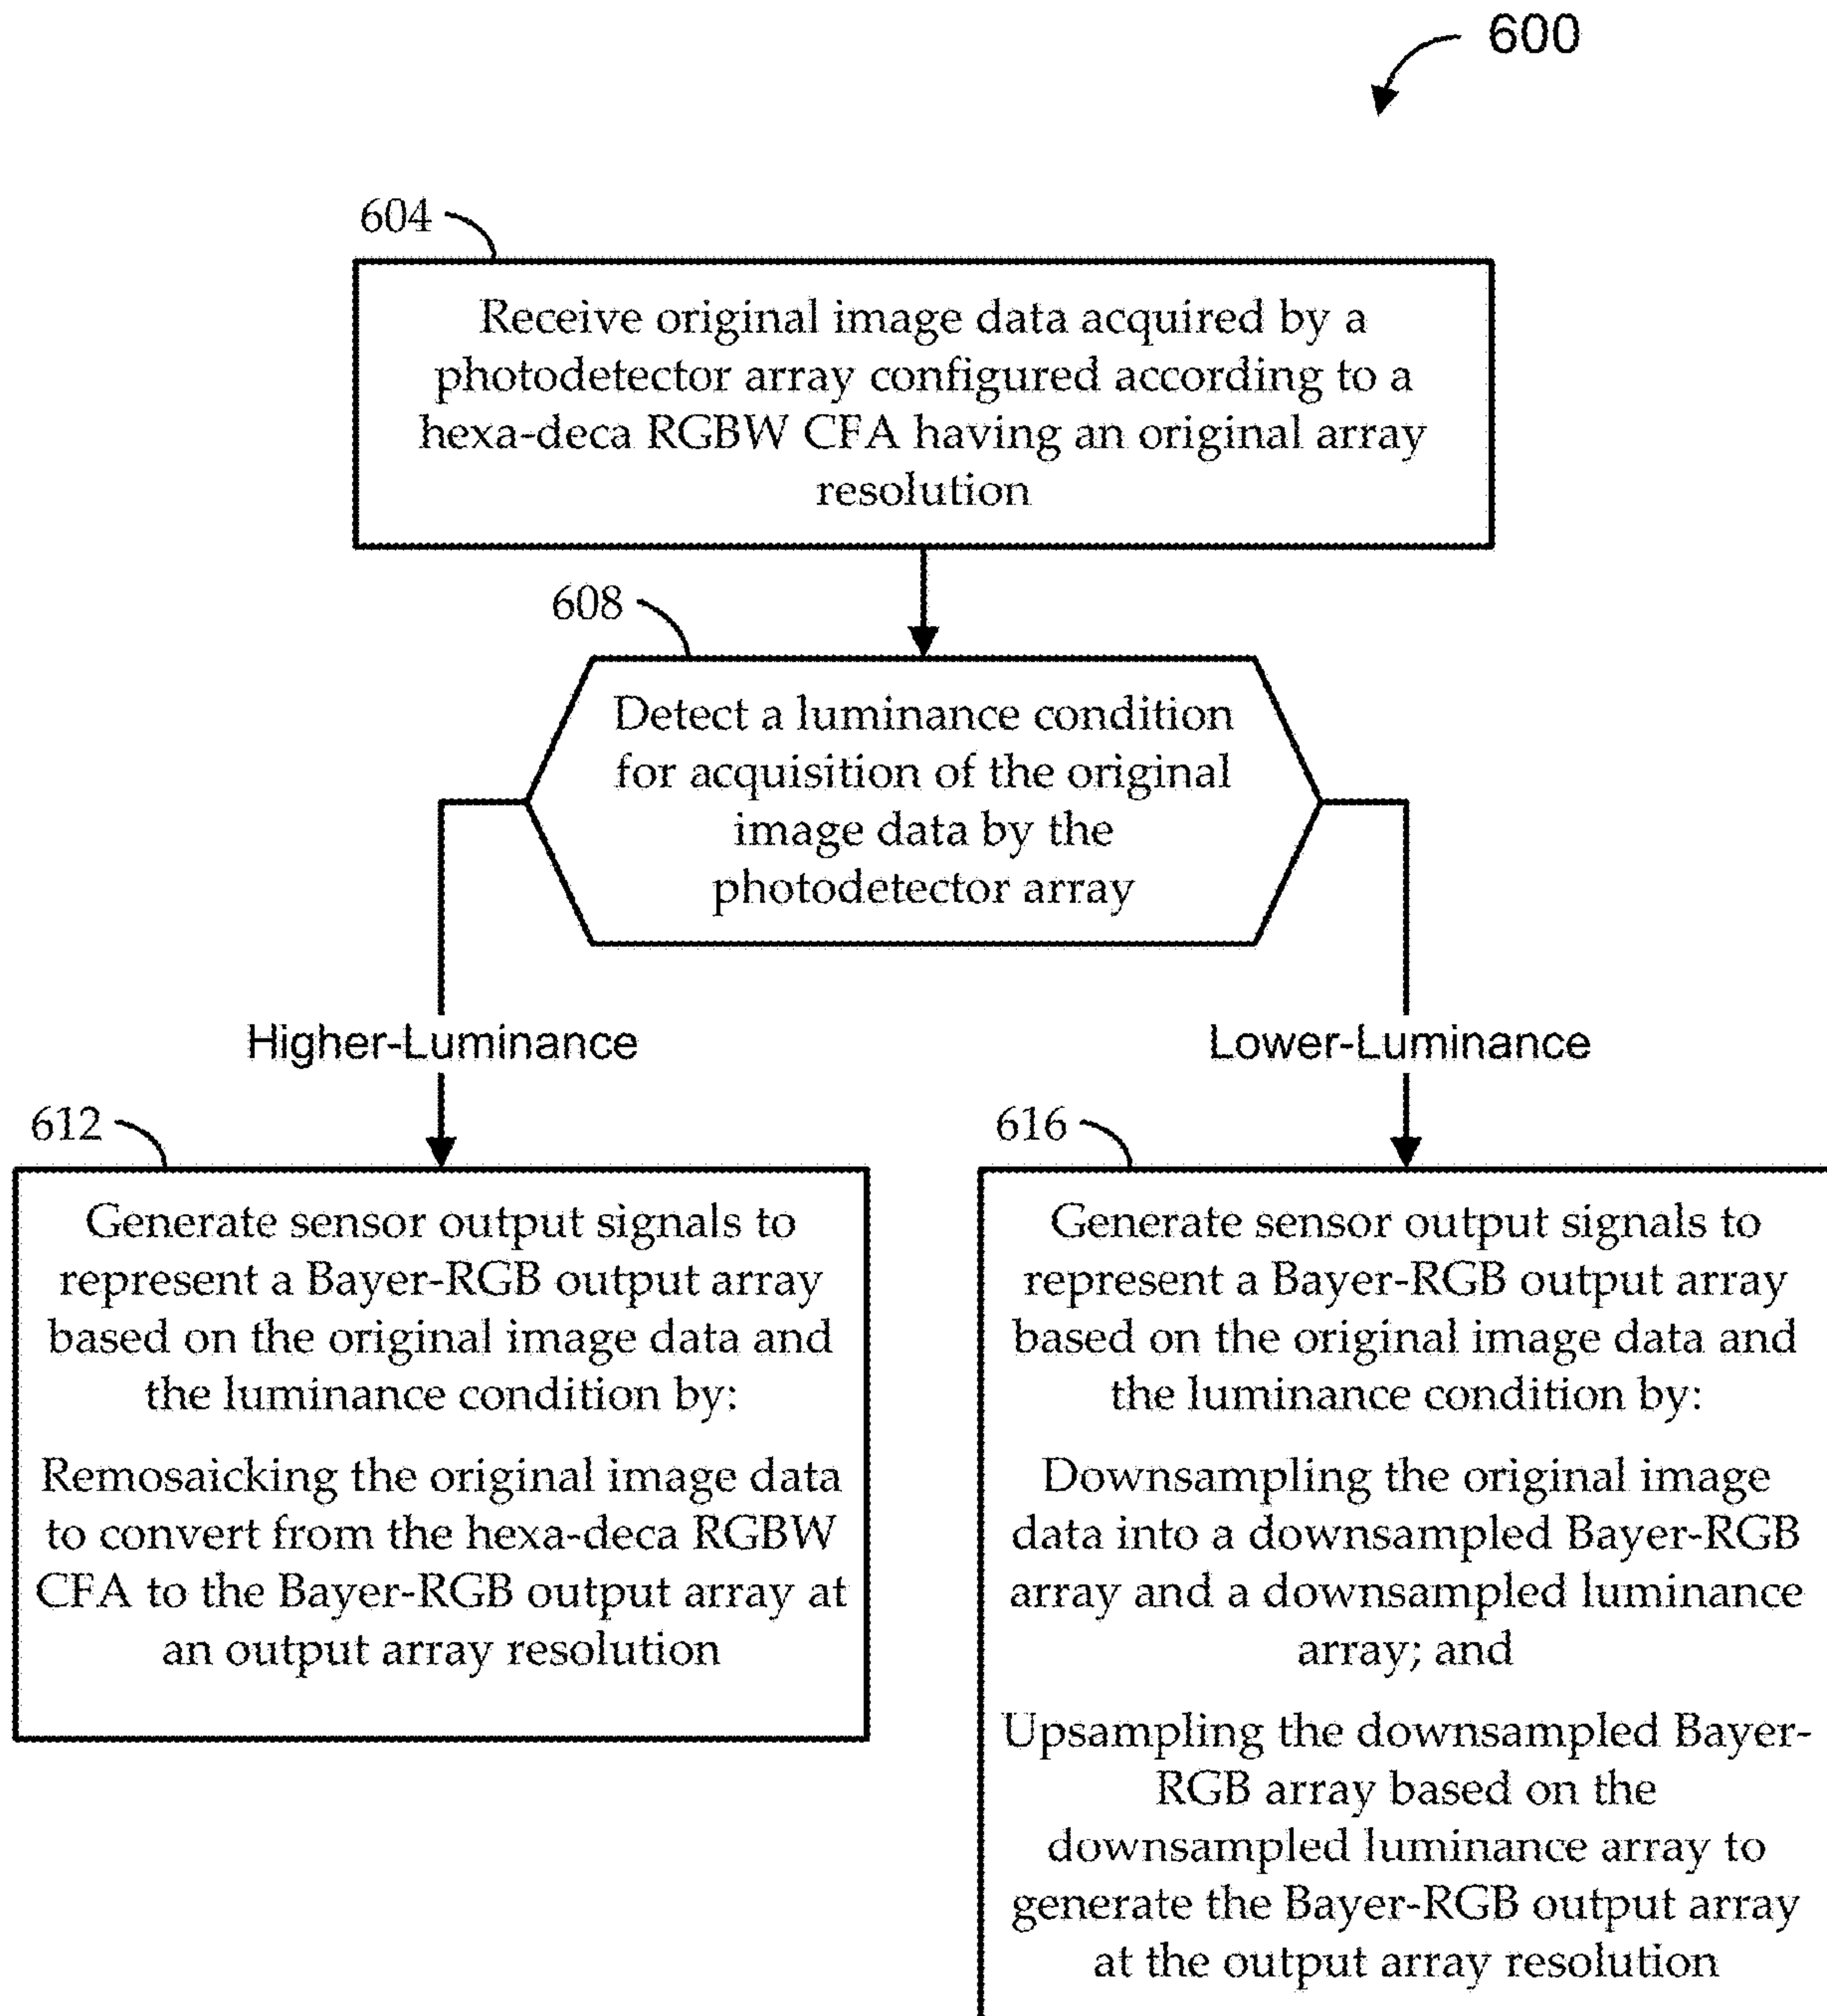 600
604
Receive original image data acquired by a
photodetector array configured according to a
hexa-deca RGBW CFA having an original array
resolution
608
Detect a luminance condition
for acquisition of the original
image data by the
photodetector array
Higher-Luminance
Lower-Luminance
612
Generate sensor output signals to
represent a Bayer-RGB output array
based on the original image data and
the luminance condition by:
Remosaicking the original image data
to convert from the hexa-deca RGBW
CFA to the Bayer-RGB output array at
an output array resolution
616
Generate sensor output signals to
represent a Bayer-RGB output array
based on the original image data and
the luminance condition by:
Downsampling the original image
data into a downsampled Bayer-RGB
array and a downsampled luminance
array; and
Upsampling the downsampled Bayer-
RGB array based on the
downsampled luminance array to
generate the Bayer-RGB output array
at the output array resolution